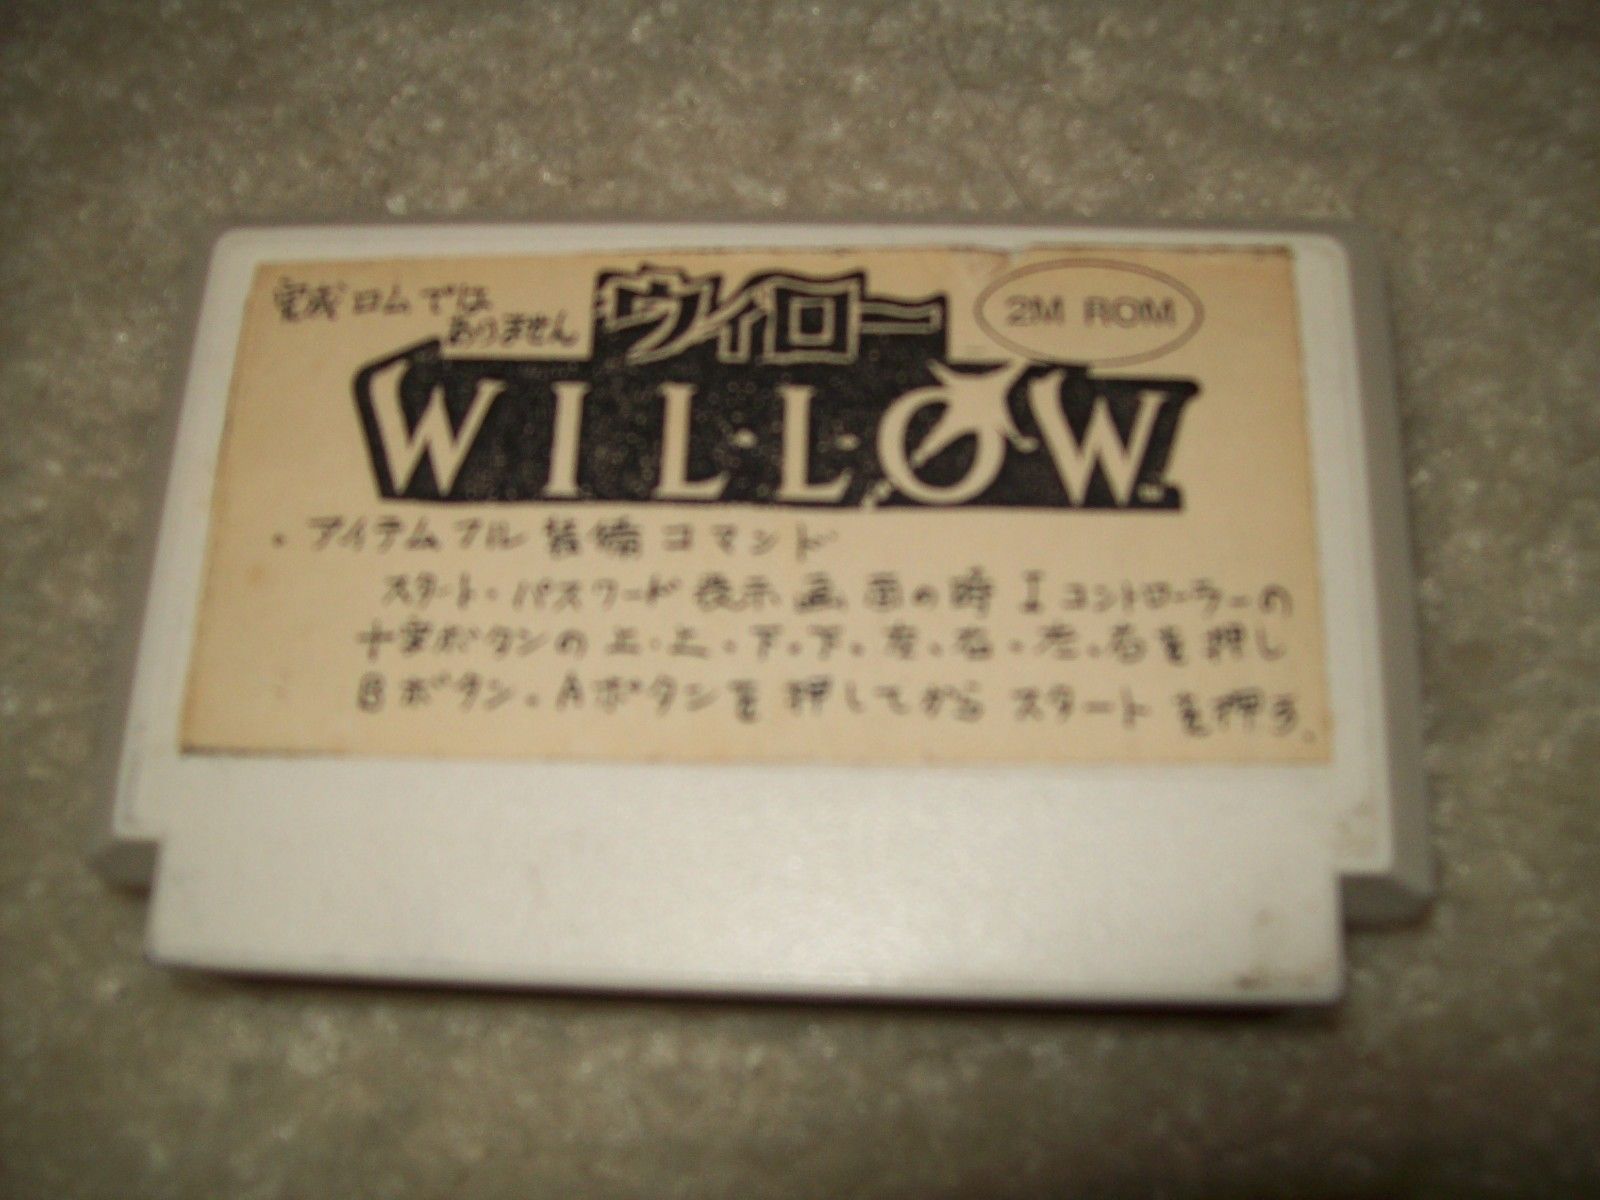 完成ロムでは
ありません
ウィロー
2M ROM
WILLOW™
・アイテムフル装備コマンド
スタート・パスワード表示画面の時 Iコントローラーの
十字ボタンの上・上・下・下・左・右・左・右を押し
Bボタン・Aボタンを押してから スタートを押す。